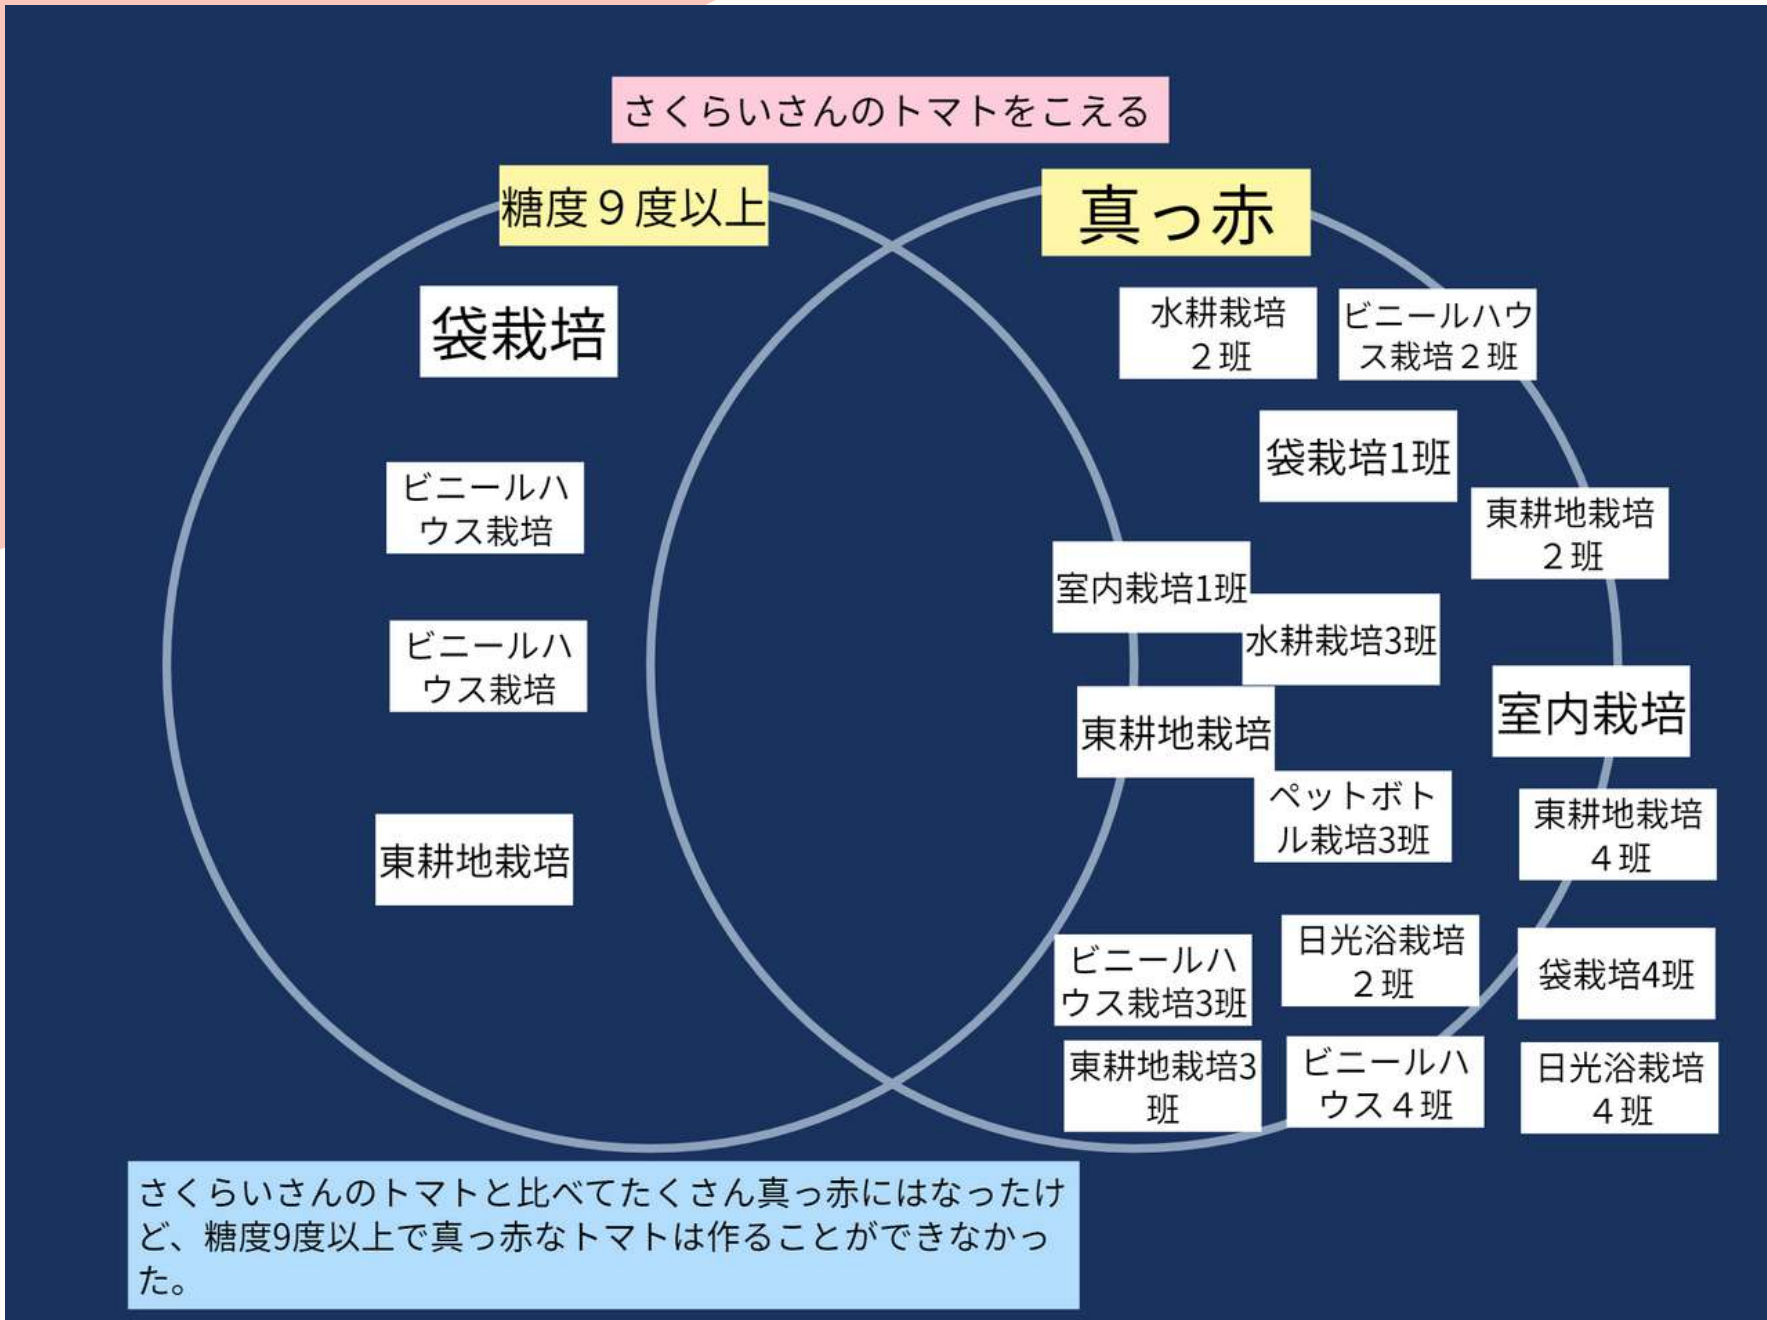 さくらいさんのトマトをこえる
糖度９度以上
真っ赤
袋栽培
ビニールハ
ウス栽培
ビニールハ
ウス栽培
東耕地栽培
水耕栽培
２班
ビニールハウ
ス栽培２班
袋栽培1班
東耕地栽培
２班
室内栽培1班
水耕栽培3班
東耕地栽培
室内栽培
ペットボト
ル栽培3班
東耕地栽培
４班
ビニールハ
ウス栽培3班
日光浴栽培
２班
袋栽培4班
東耕地栽培3
班
ビニールハ
ウス４班
日光浴栽培
４班
さくらいさんのトマトと比べてたくさん真っ赤にはなったけ
ど、糖度9度以上で真っ赤なトマトは作ることができなかっ
た。